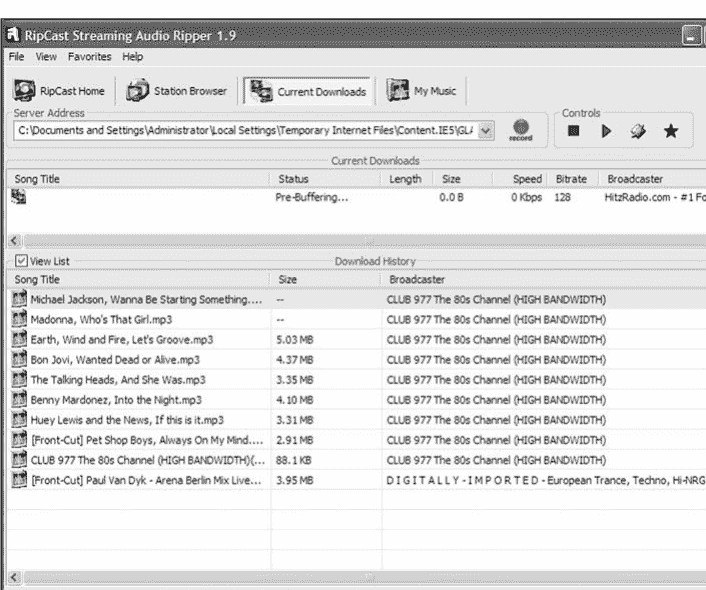 RipCast Streaming Audio Ripper 1.9
File View Favorites Help
RipCast Home Station Browser Current Downloads My Music
Server Address Controls
C:\Documents and Settings\Administrator\Local Settings\Temporary Internet Files\Content.IE5\GL record
Current Downloads
Song Title Status Length Size Speed Bitrate Broadcaster
Pre-Buffering... 0.0 B 0 Kbps 128 HitzRadio.com - #1 Fo
View List Download History
Song Title Size Broadcaster
Michael Jackson, Wanna Be Starting Something.... -- CLUB 977 The 80s Channel (HIGH BANDWIDTH)
Madonna, Who's That Girl.mp3 -- CLUB 977 The 80s Channel (HIGH BANDWIDTH)
Earth, Wind and Fire, Let's Groove.mp3 5.03 MB CLUB 977 The 80s Channel (HIGH BANDWIDTH)
Bon Jovi, Wanted Dead or Alive.mp3 4.37 MB CLUB 977 The 80s Channel (HIGH BANDWIDTH)
The Talking Heads, And She Was.mp3 3.35 MB CLUB 977 The 80s Channel (HIGH BANDWIDTH)
Benny Mardonez, Into the Night.mp3 4.10 MB CLUB 977 The 80s Channel (HIGH BANDWIDTH)
Huey Lewis and the News, If this is it.mp3 3.31 MB CLUB 977 The 80s Channel (HIGH BANDWIDTH)
[Front-Cut] Pet Shop Boys, Always On My Mind.... 2.91 MB CLUB 977 The 80s Channel (HIGH BANDWIDTH)
CLUB 977 The 80s Channel (HIGH BANDWIDTH)(... 88.1 KB CLUB 977 The 80s Channel (HIGH BANDWIDTH)
[Front-Cut] Paul Van Dyk - Arena Berlin Mix Live... 3.95 MB D I G I T A L L Y - I M P O R T E D - European Trance, Techno, Hi-NRG